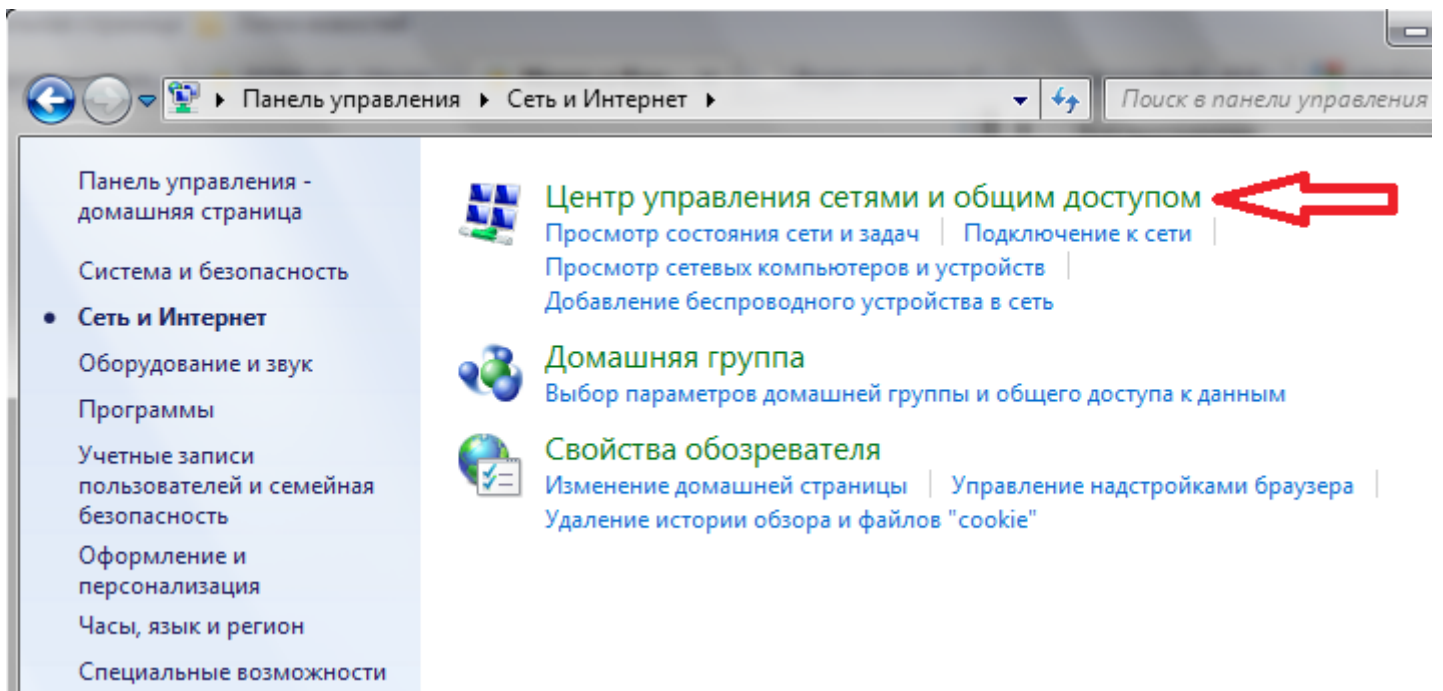 Панель управления ▸ Сеть и Интернет ▸
Поиск в панели управления
Панель управления -
домашняя страница
Система и безопасность
Сеть и Интернет
Оборудование и звук
Программы
Учетные записи
пользователей и семейная
безопасность
Оформление и
персонализация
Часы, язык и регион
Специальные возможности
Центр управления сетями и общим доступом
Просмотр состояния сети и задач | Подключение к сети |
Просмотр сетевых компьютеров и устройств |
Добавление беспроводного устройства в сеть
Домашняя группа
Выбор параметров домашней группы и общего доступа к данным
Свойства обозревателя
Изменение домашней страницы | Управление надстройками браузера |
Удаление истории обзора и файлов "cookie"